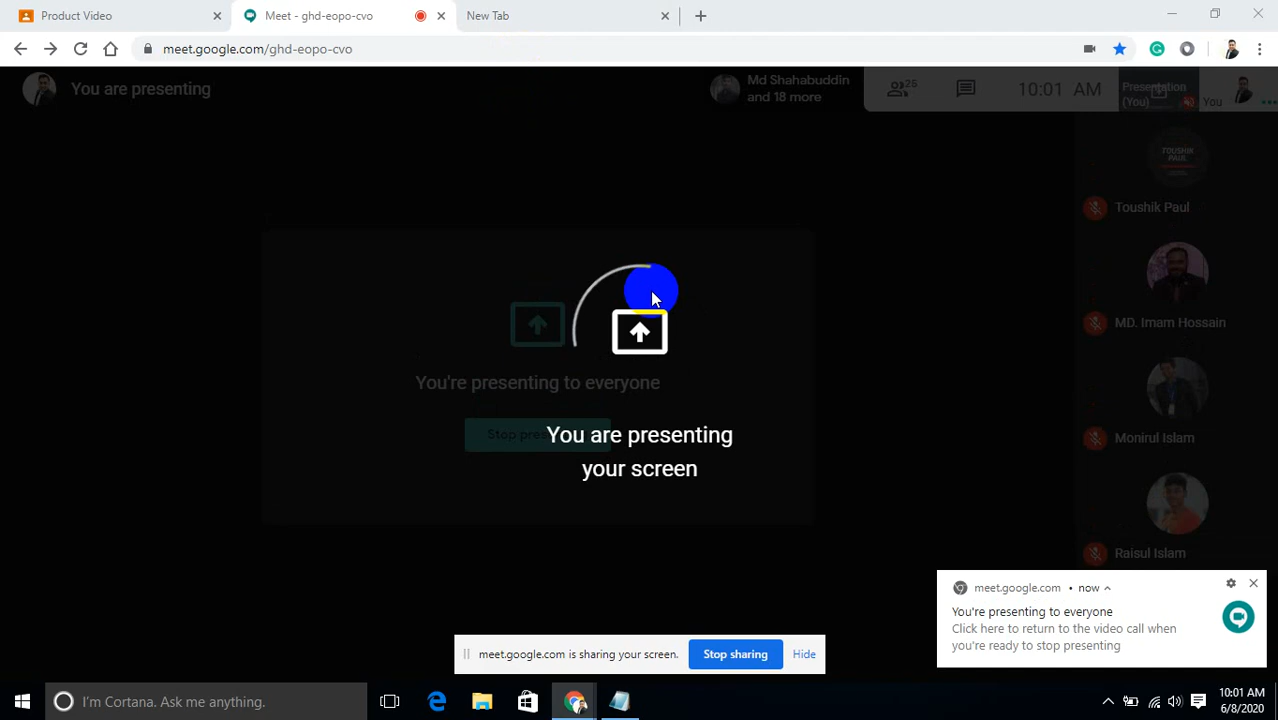 Product Video
Meet - ghd-eopo-cvo
New Tab
meet.google.com/ghd-eopo-cvo
You are presenting
Md Shahabuddin
and 18 more
25
10:01 AM
Presentation
(You)
You
TOUSHIK
PAUL
Toushik Paul
MD. Imam Hossain
Monirul Islam
Raisul Islam
You're presenting to everyone
Stop
You are presenting
your screen
meet.google.com • now
You're presenting to everyone
Click here to return to the video call when
you're ready to stop presenting
meet.google.com is sharing your screen.
Stop sharing
Hide
I'm Cortana. Ask me anything.
10:01 AM
6/8/2020